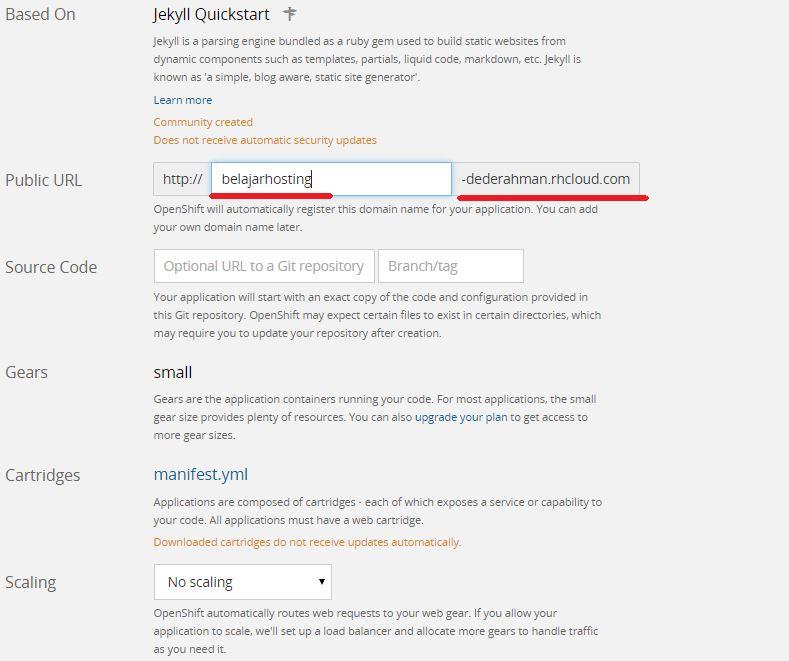 Based On
Jekyll Quickstart
Jekyll is a parsing engine bundled as a ruby gem used to build static websites from
dynamic components such as templates, partials, liquid code, markdown, etc. Jekyll is
known as 'a simple, blog aware, static site generator'.
Learn more
Community created
Does not receive automatic security updates
Public URL
http:// belajarhosting -dederahman.rhcloud.com
OpenShift will automatically register this domain name for your application. You can add
your own domain name later.
Source Code
Optional URL to a Git repository Branch/tag
Your application will start with an exact copy of the code and configuration provided in
this Git repository. OpenShift may expect certain files to exist in certain directories, which
may require you to update your repository after creation.
Gears
small
Gears are the application containers running your code. For most applications, the small
gear size provides plenty of resources. You can also upgrade your plan to get access to
more gear sizes.
Cartridges
manifest.yml
Applications are composed of cartridges - each of which exposes a service or capability to
your code. All applications must have a web cartridge.
Downloaded cartridges do not receive updates automatically.
Scaling
No scaling
OpenShift automatically routes web requests to your web gear. If you allow your
application to scale, we'll set up a load balancer and allocate more gears to handle traffic
as you need it.